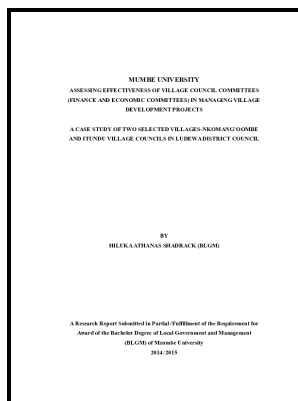 MUMBE UNIVERSITY
ASSESSING EFFECTIVENESS OF VILLAGE COUNCIL COMMITTEES
(FINANCE AND ECONOMIC COMMITTEES) IN MANAGING VILLAGE
DEVELOPMENT PROJECTS
A CASE STUDY OF TWO SELECTED VILLAGES-NKOMANG'OOMBE
AND ITUNDU VILLAGE COUNCILS IN LUDEWA DISTRICT COUNCIL
BY
HILUKA ATHANAS SHADRACK (BLGM)
A Research Report Submitted in Partial /Fulfillment of the Requirement for
Award of the Bachelor Degree of Local Government and Management
(BLGM) of Mzumbe University
2014/2015